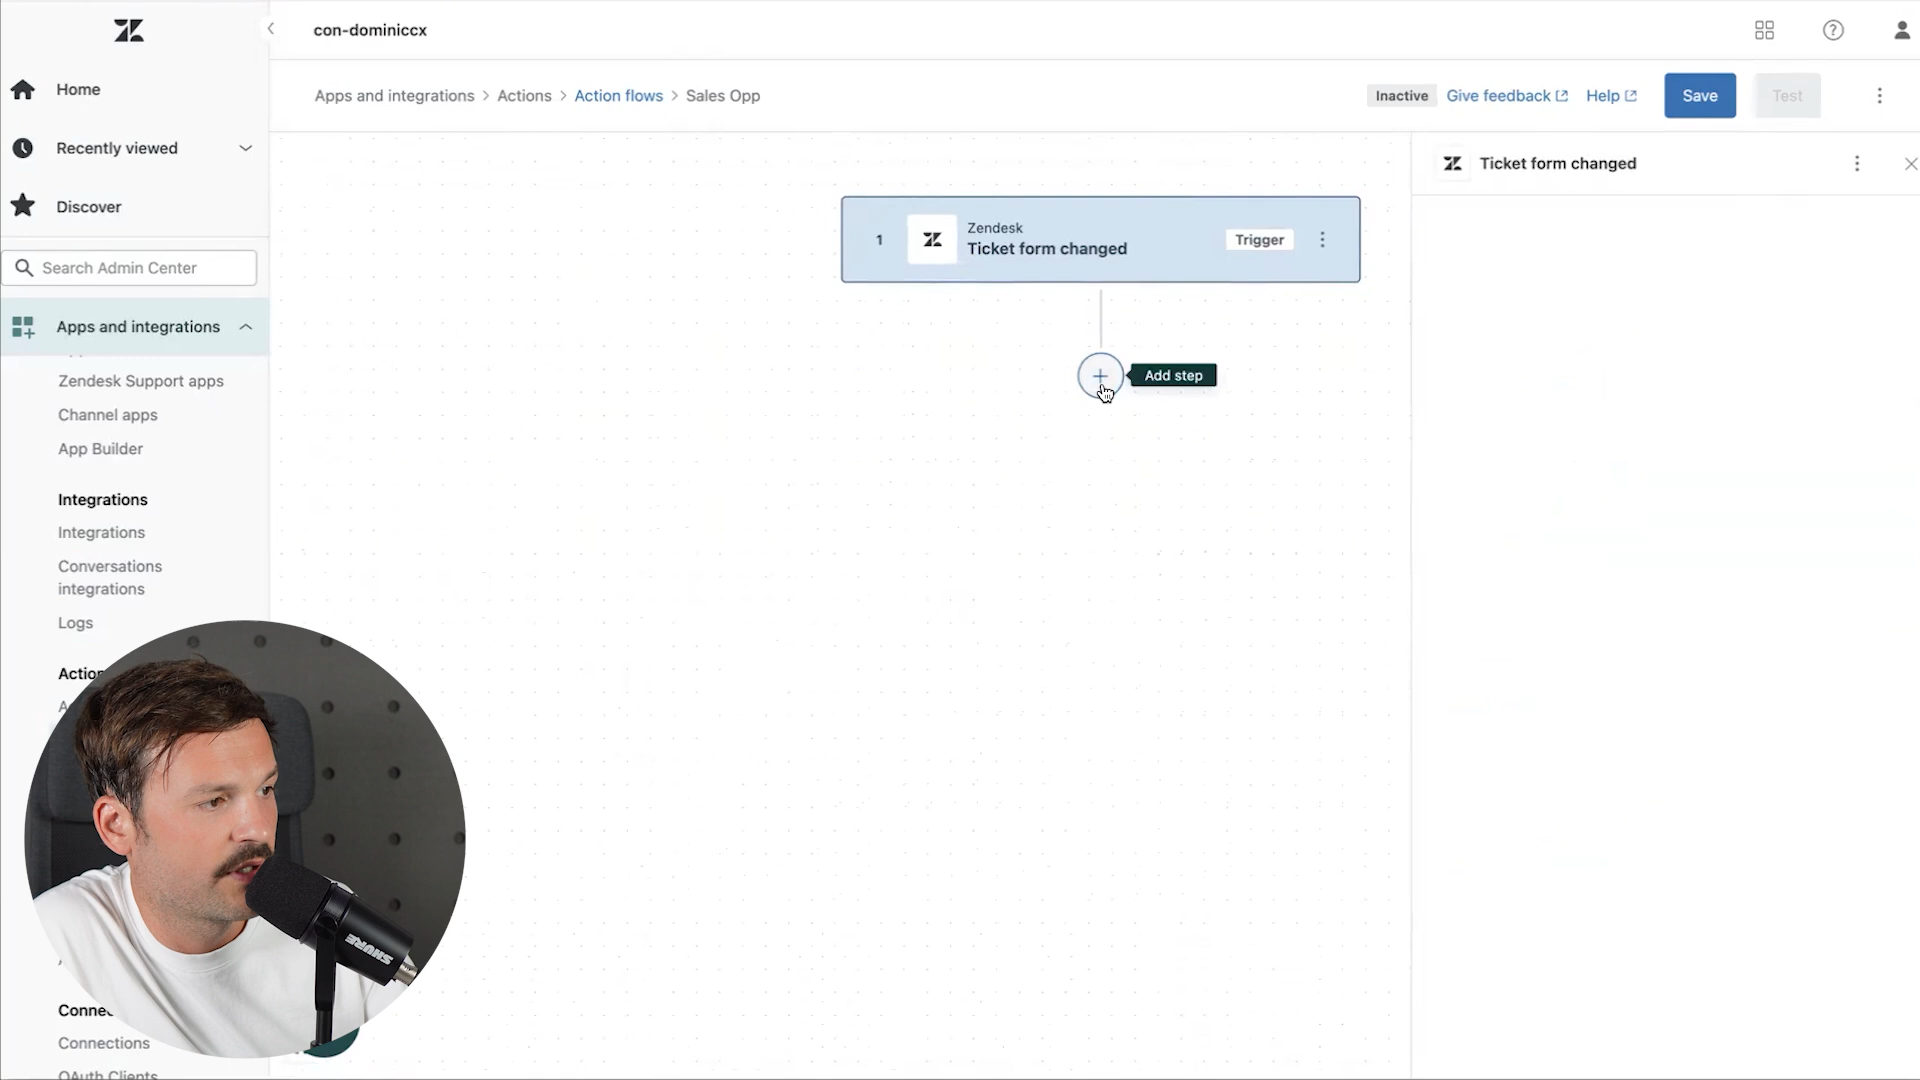 con-dominiccx
Home
Recently viewed
Discover
Search Admin Center
Apps and integrations
Zendesk Support apps
Channel apps
App Builder
Integrations
Integrations
Conversations
integrations
Logs
Connections
OAuth Clients
Apps and integrations > Actions > Action flows > Sales Opp
Inactive
Give feedback
Help
Save
Test
1
Zendesk
Ticket form changed
Trigger
Add step
Ticket form changed
SHURE